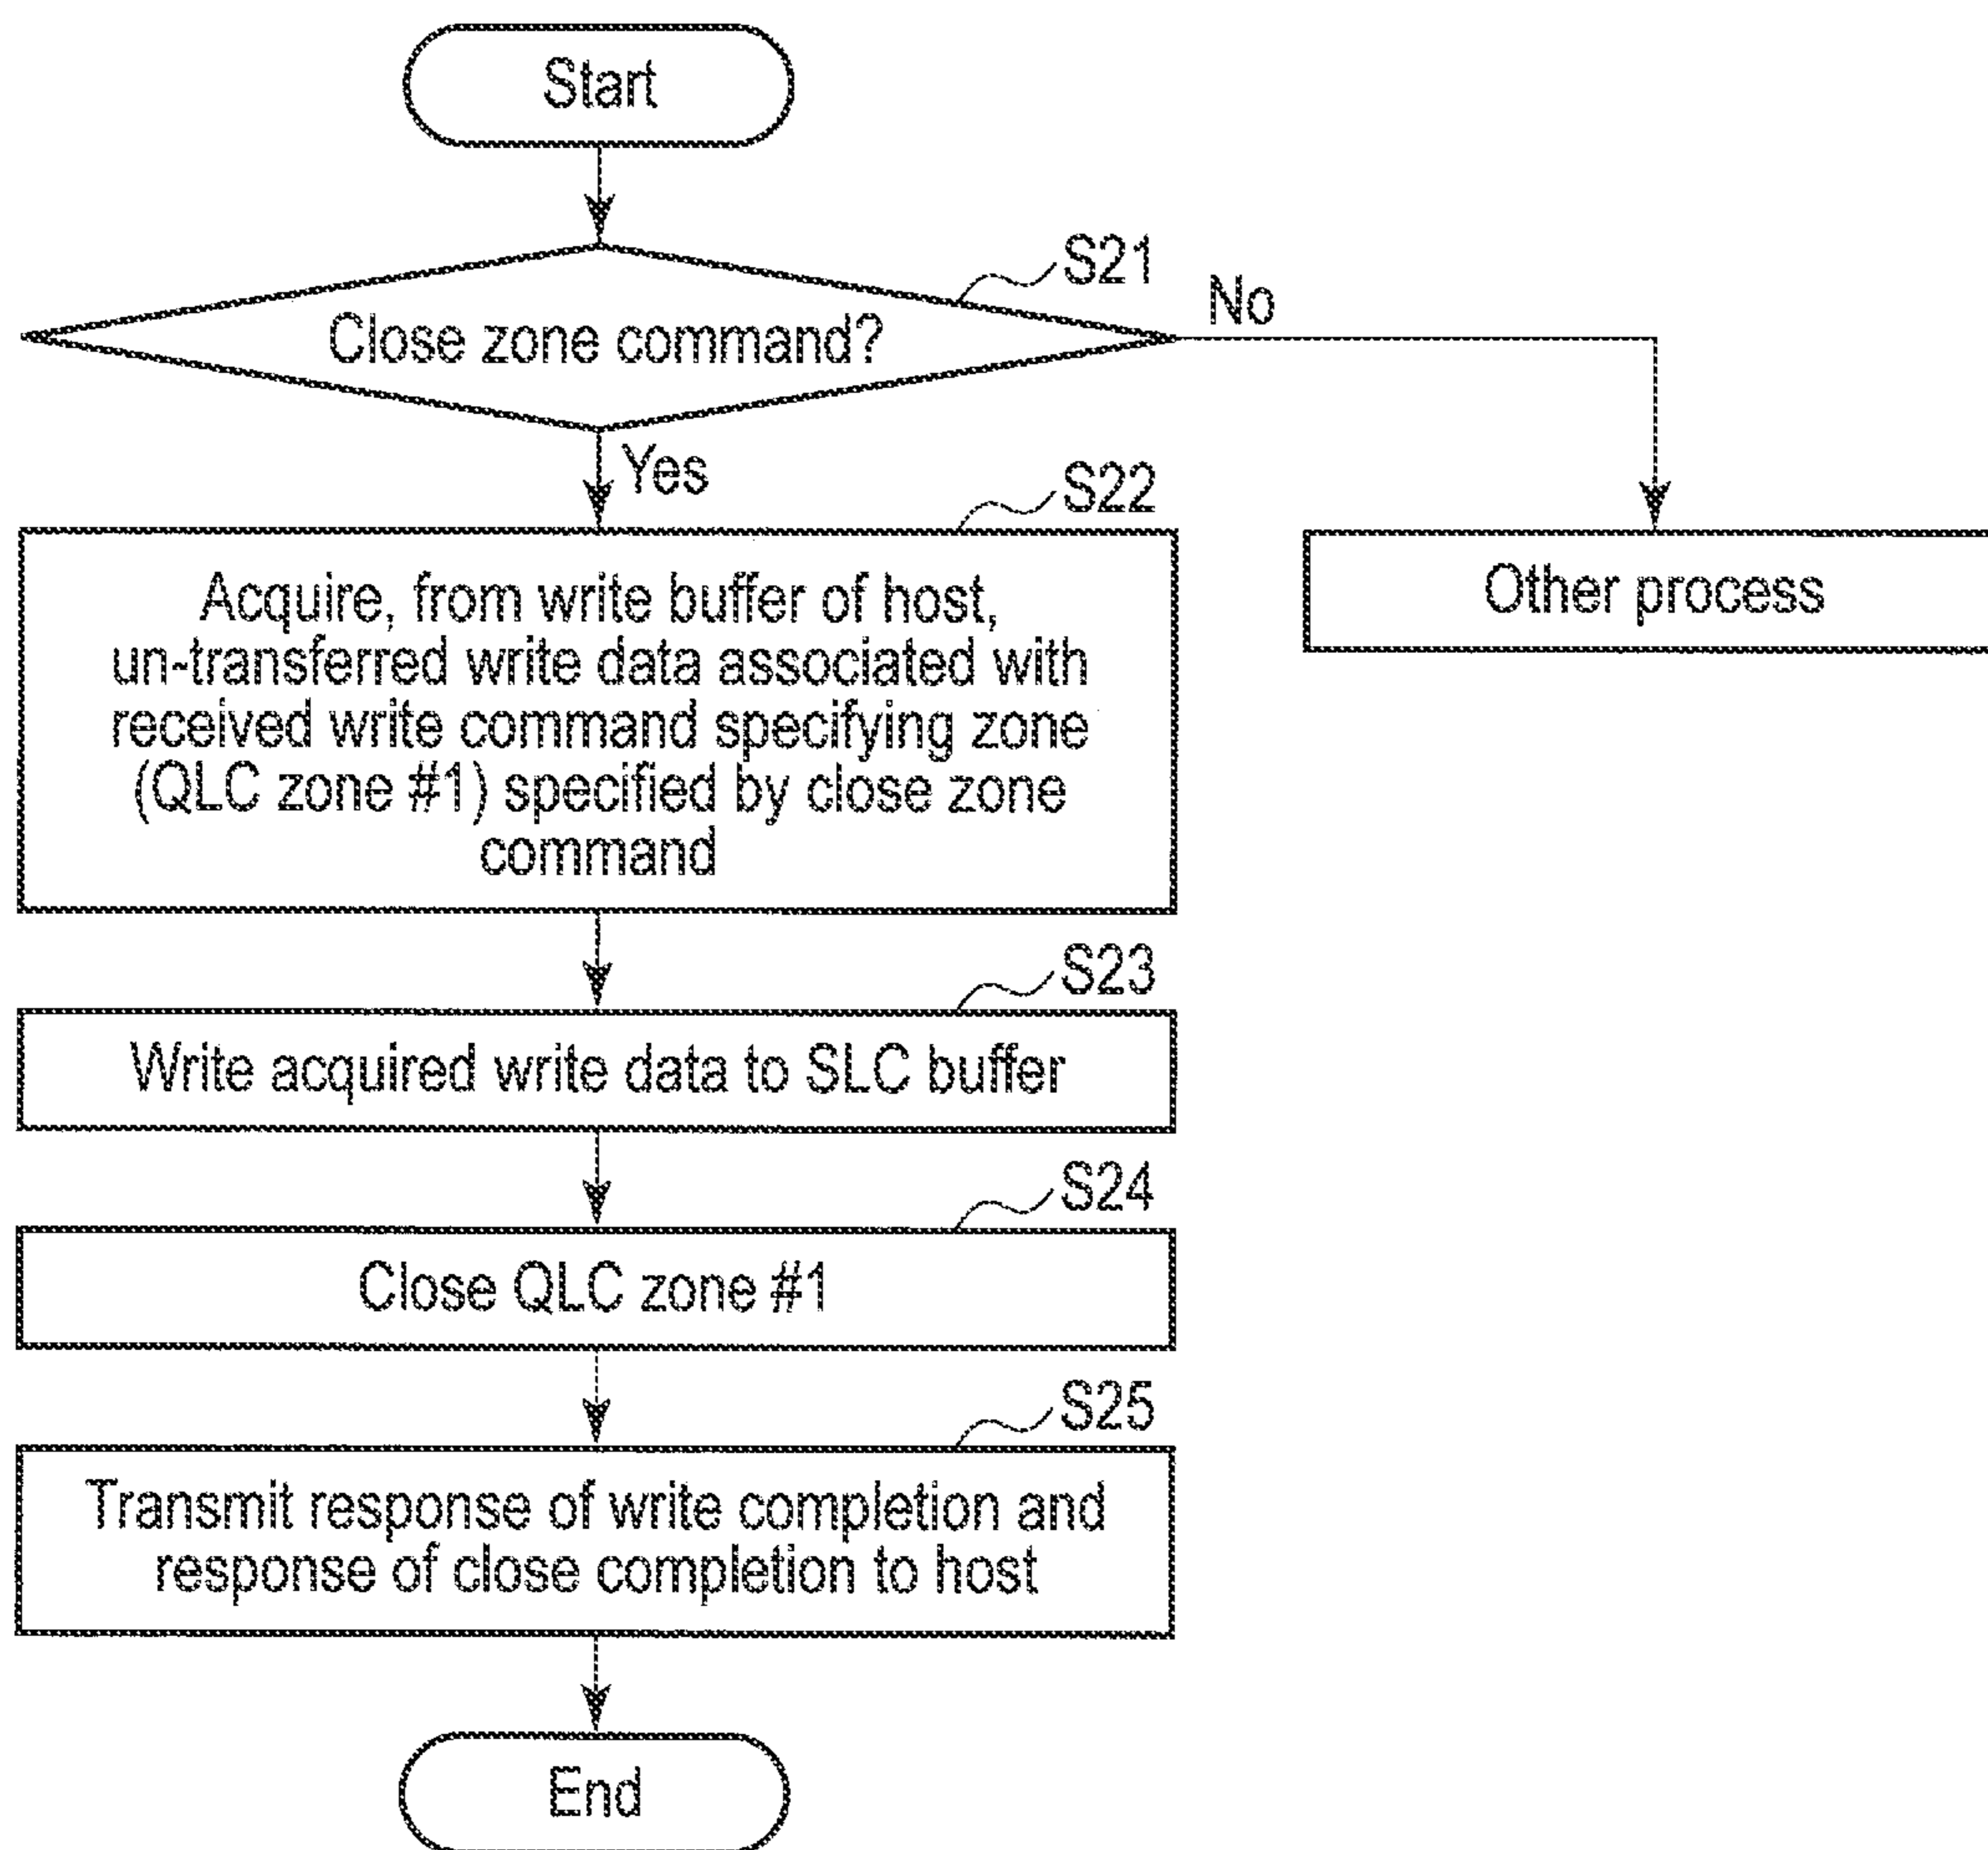 Start
S21
Close zone command?
No
Yes
S22
Acquire, from write buffer of host,
un-transferred write data associated with
received write command specifying zone
(QLC zone #1) specified by close zone
command
Other process
S23
Write acquired write data to SLC buffer
S24
Close QLC zone #1
S25
Transmit response of write completion and
response of close completion to host
End